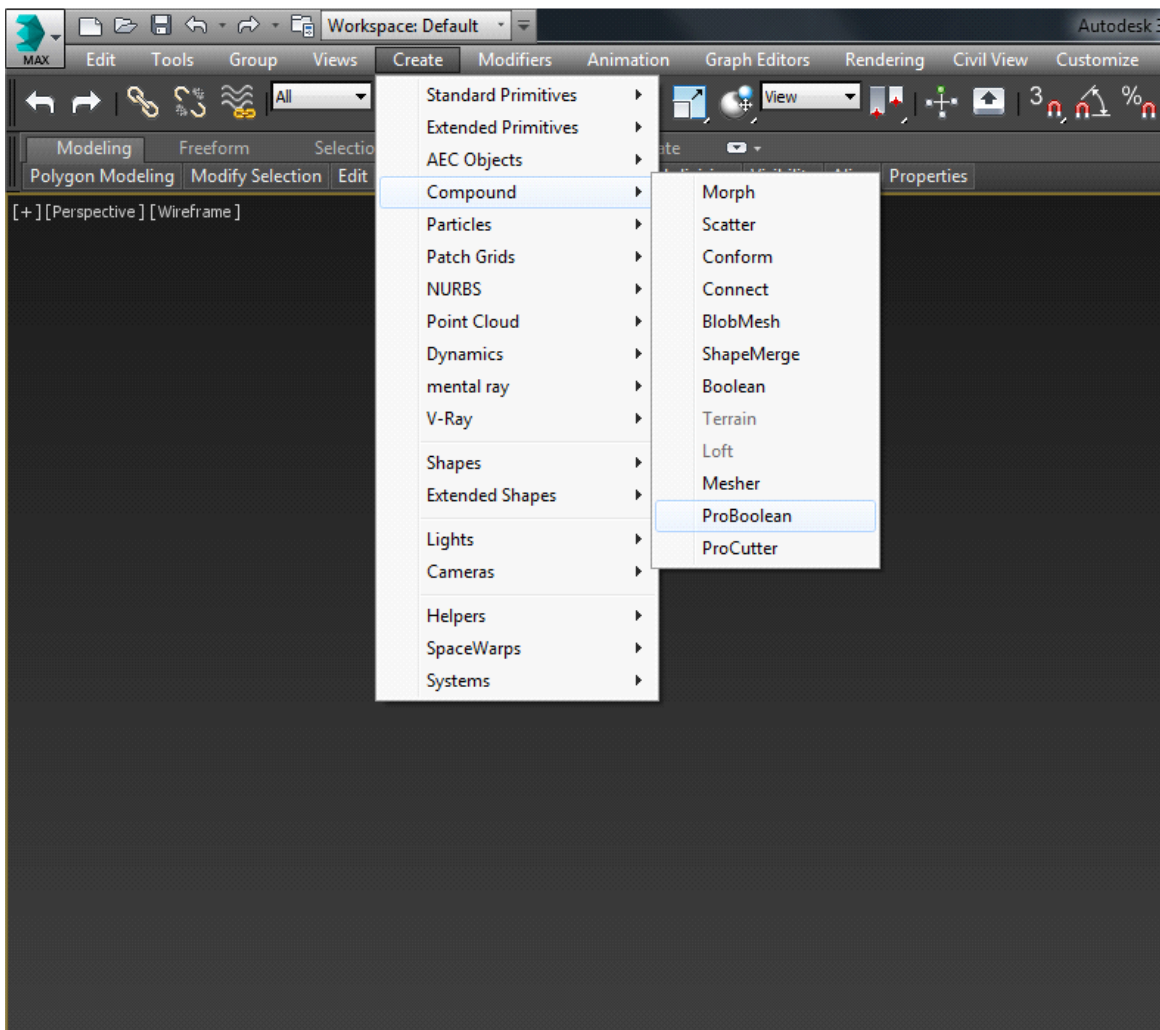 Workspace: Default
Autodesk 3
MAX Edit Tools Group Views Create Modifiers Animation Graph Editors Rendering Civil View Customize
All View 3 %
Modeling Freeform Selectio ate
Polygon Modeling Modify Selection Edit Properties
[+] [Perspective] [Wireframe]
Standard Primitives
Extended Primitives
AEC Objects
Compound
Particles
Patch Grids
NURBS
Point Cloud
Dynamics
mental ray
V-Ray
Shapes
Extended Shapes
Lights
Cameras
Helpers
SpaceWarps
Systems
Morph
Scatter
Conform
Connect
BlobMesh
ShapeMerge
Boolean
Terrain
Loft
Mesher
ProBoolean
ProCutter